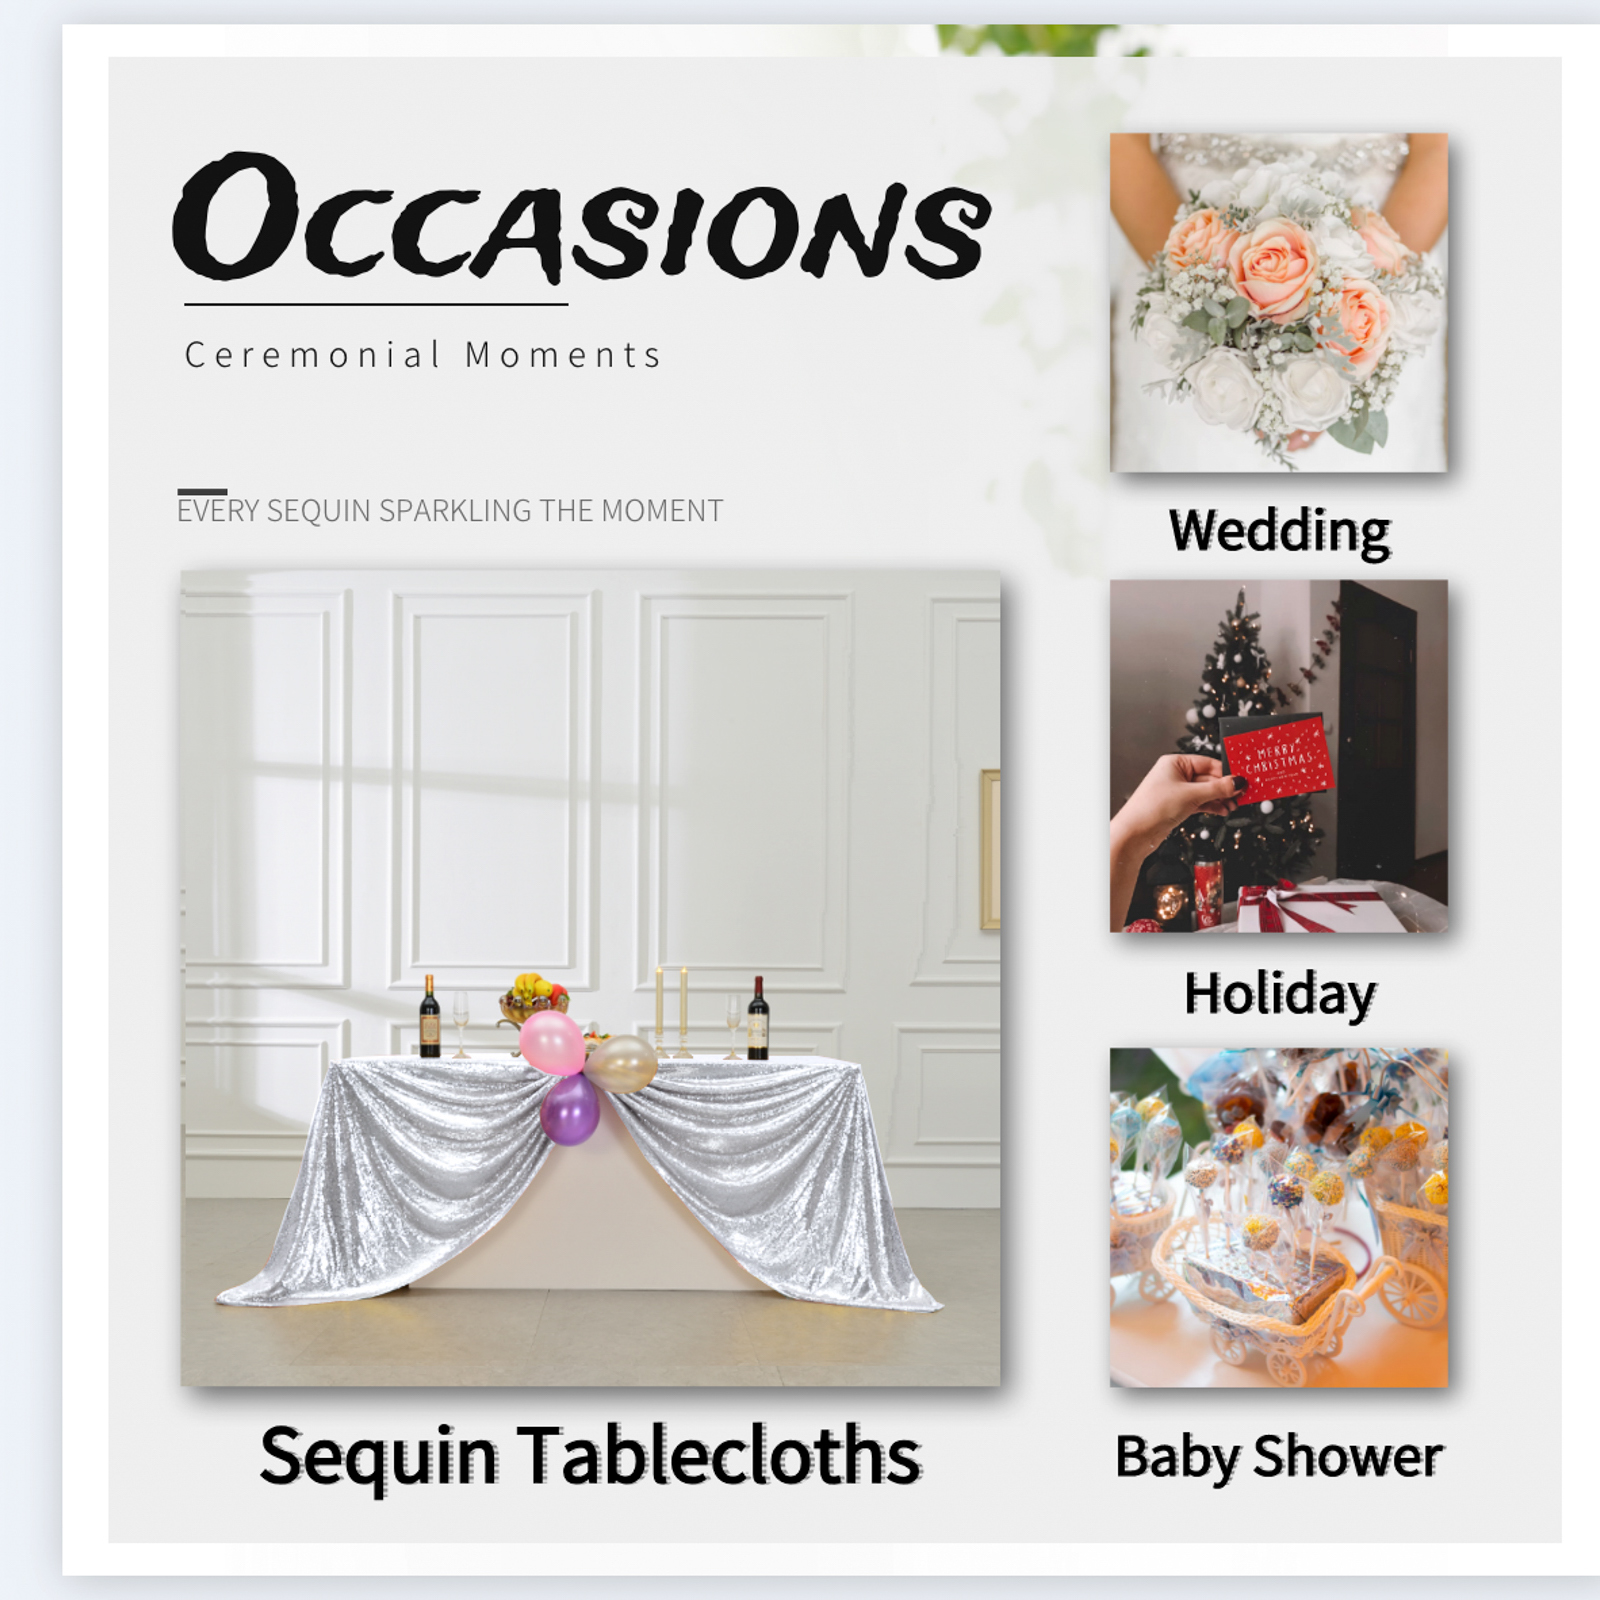 Occasions
Ceremonial Moments
EVERY SEQUIN SPARKLING THE MOMENT
Wedding
MERRY
CHRISTMAS
Holiday
Sequin Tablecloths
Baby Shower